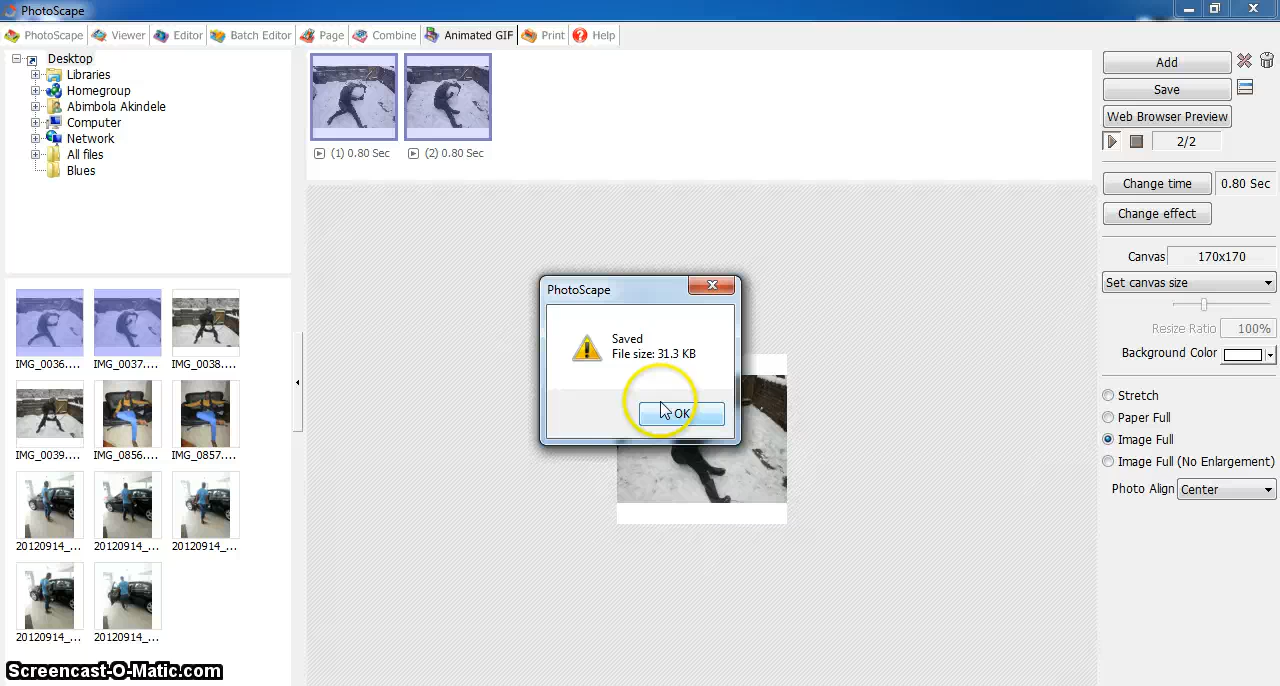 PhotoScape
PhotoScape Viewer Editor Batch Editor Page Combine Animated GIF Print Help
Desktop
Libraries
Homegroup
Abimbola Akindele
Computer
Network
All files
Blues
(1) 0.80 Sec (2) 0.80 Sec
Add
Save
Web Browser Preview
2/2
Change time 0.80 Sec
Change effect
Canvas 170x170
Set canvas size
Resize Ratio 100%
Background Color
Stretch
Paper Full
Image Full
Image Full (No Enlargement)
Photo Align Center
PhotoScape
Saved
File size: 31.3 KB
OK
IMG_0036.... IMG_0037.... IMG_0038....
IMG_0039.... IMG_0856.... IMG_0857....
20120914_... 20120914_... 20120914_...
20120914_... 20120914_...
Screencast-O-Matic.com